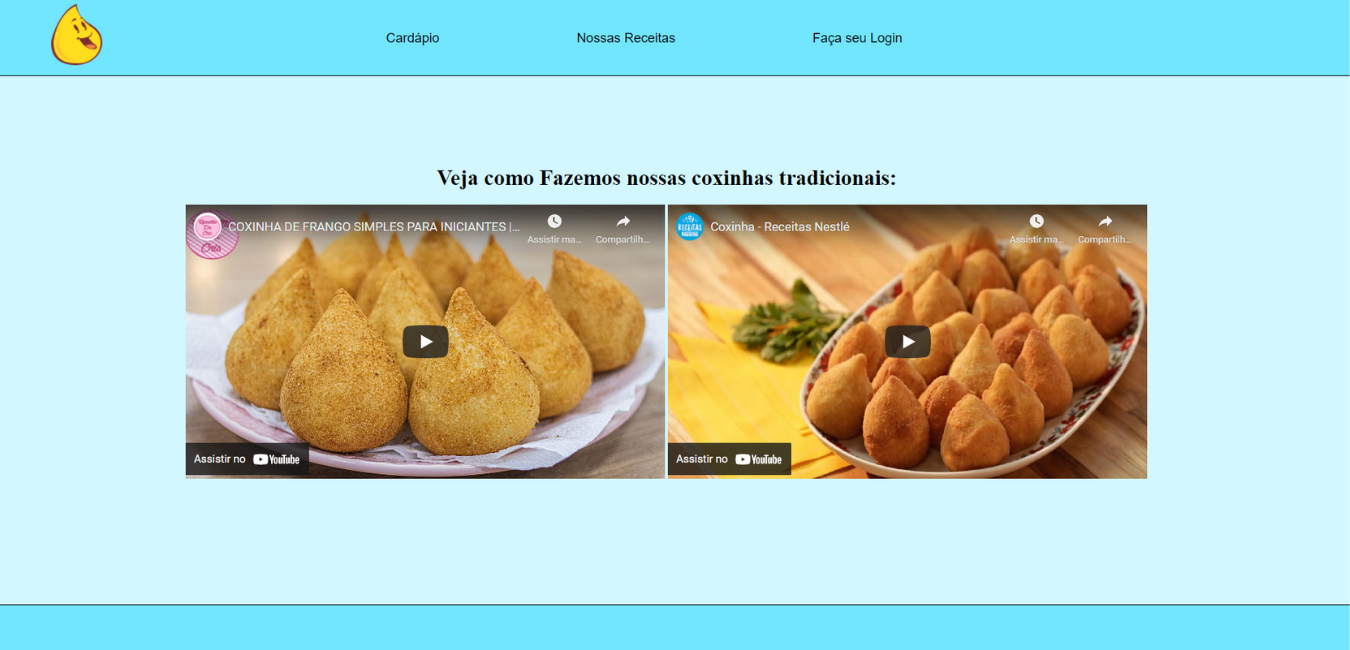 Cardápio
Nossas Receitas
Faça seu Login
Veja como Fazemos nossas coxinhas tradicionais:
COXINHA DE FRANGO SIMPLES PARA INICIANTES |...
Assistir ma...
Compartilh...
Assistir no YouTube
Coxinha - Receitas Nestlé
Assistir ma...
Compartilh...
RECEITAS
Assistir no YouTube